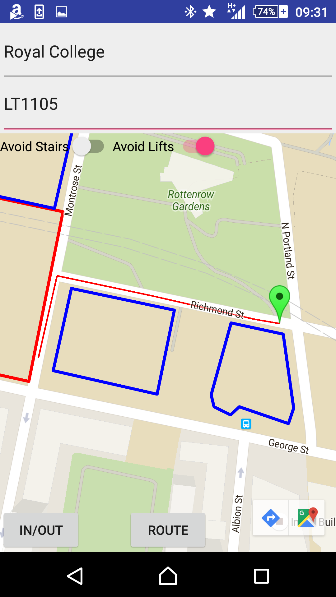 H+
74%
09:31
Royal College
LT1105
Avoid Stairs
Avoid Lifts
Montrose St
Rottenrow
Gardens
N Portland St
Richmond St
George St
Albion St
IN/OUT
ROUTE